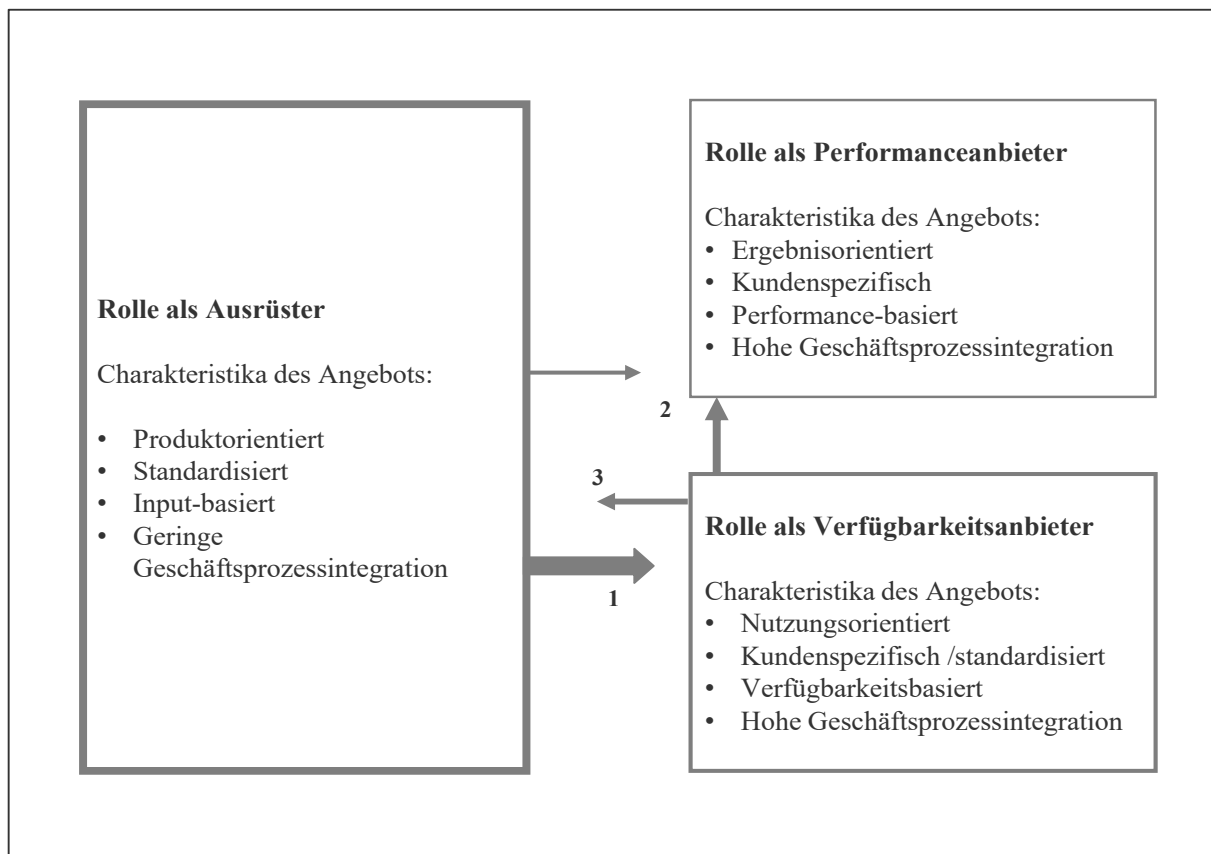 Rolle als Ausrüster
Charakteristika des Angebots:
• Produktorientiert
• Standardisiert
• Input-basiert
• Geringe
Geschäftsprozessintegration
Rolle als Performanceanbieter
Charakteristika des Angebots:
• Ergebnisorientiert
• Kundenspezifisch
• Performance-basiert
• Hohe Geschäftsprozessintegration
2
3
1
Rolle als Verfügbarkeitsanbieter
Charakteristika des Angebots:
• Nutzungsorientiert
• Kundenspezifisch /standardisiert
• Verfügbarkeitsbasiert
• Hohe Geschäftsprozessintegration